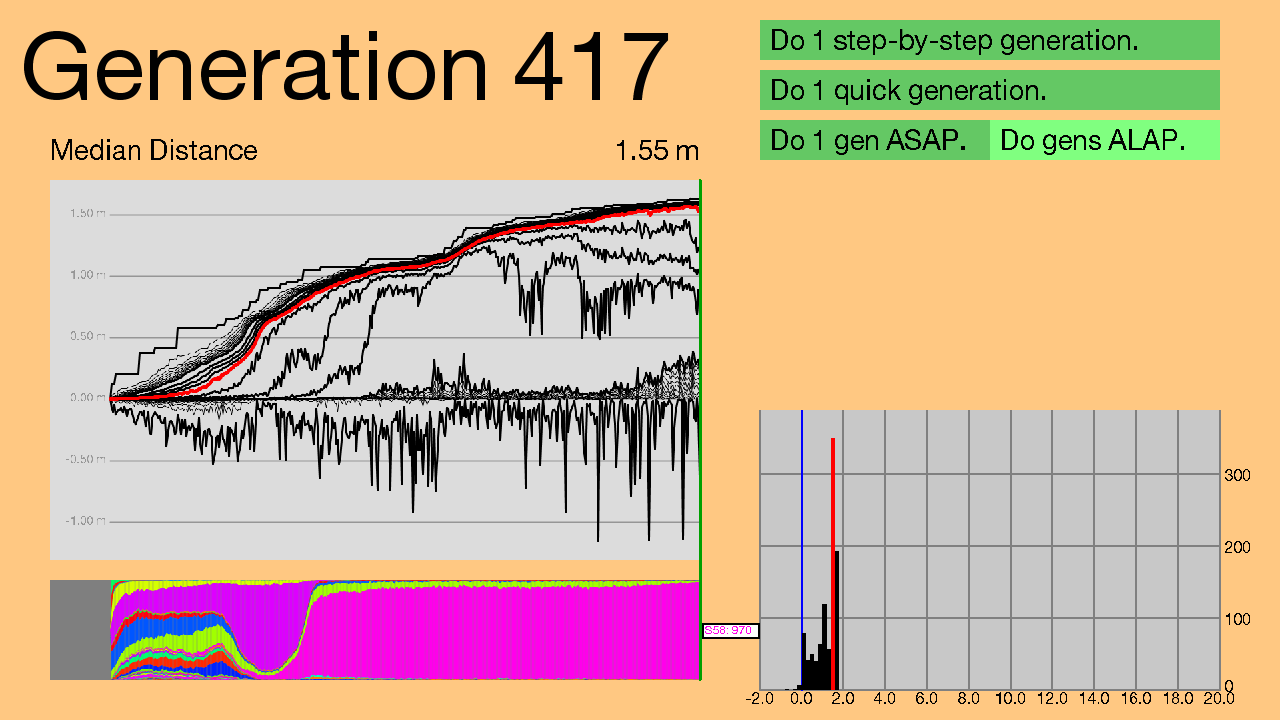 Generation 417
Do 1 step-by-step generation.
Do 1 quick generation.
Do 1 gen ASAP. Do gens ALAP.
Median Distance 1.55 m
1.50 m
1.00 m
0.50 m
0.00 m
-0.50 m
-1.00 m
S58: 970
300
200
100
0
-2.0 0.0 2.0 4.0 6.0 8.0 10.0 12.0 14.0 16.0 18.0 20.0